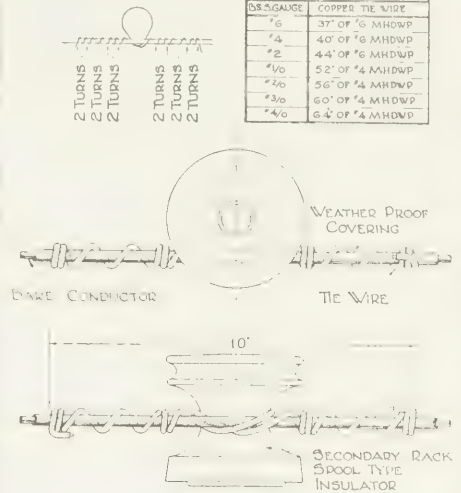 B&S.GAUGE COPPER TIE WIRE
#6 37" OF #6 MHDWP
#4 40" OF #6 MHDWP
#2 44" OF #6 MHDWP
#1/0 52" OF #4 MHDWP
#2/0 56" OF #4 MHDWP
#3/0 60" OF #4 MHDWP
#4/0 64" OF #4 MHDWP
2 TURNS
2 TURNS
2 TURNS
2 TURNS
2 TURNS
2 TURNS
WEATHER PROOF
COVERING
BARE CONDUCTOR
TIE WIRE
10"
SECONDARY RACK
SPOOL TYPE
INSULATOR